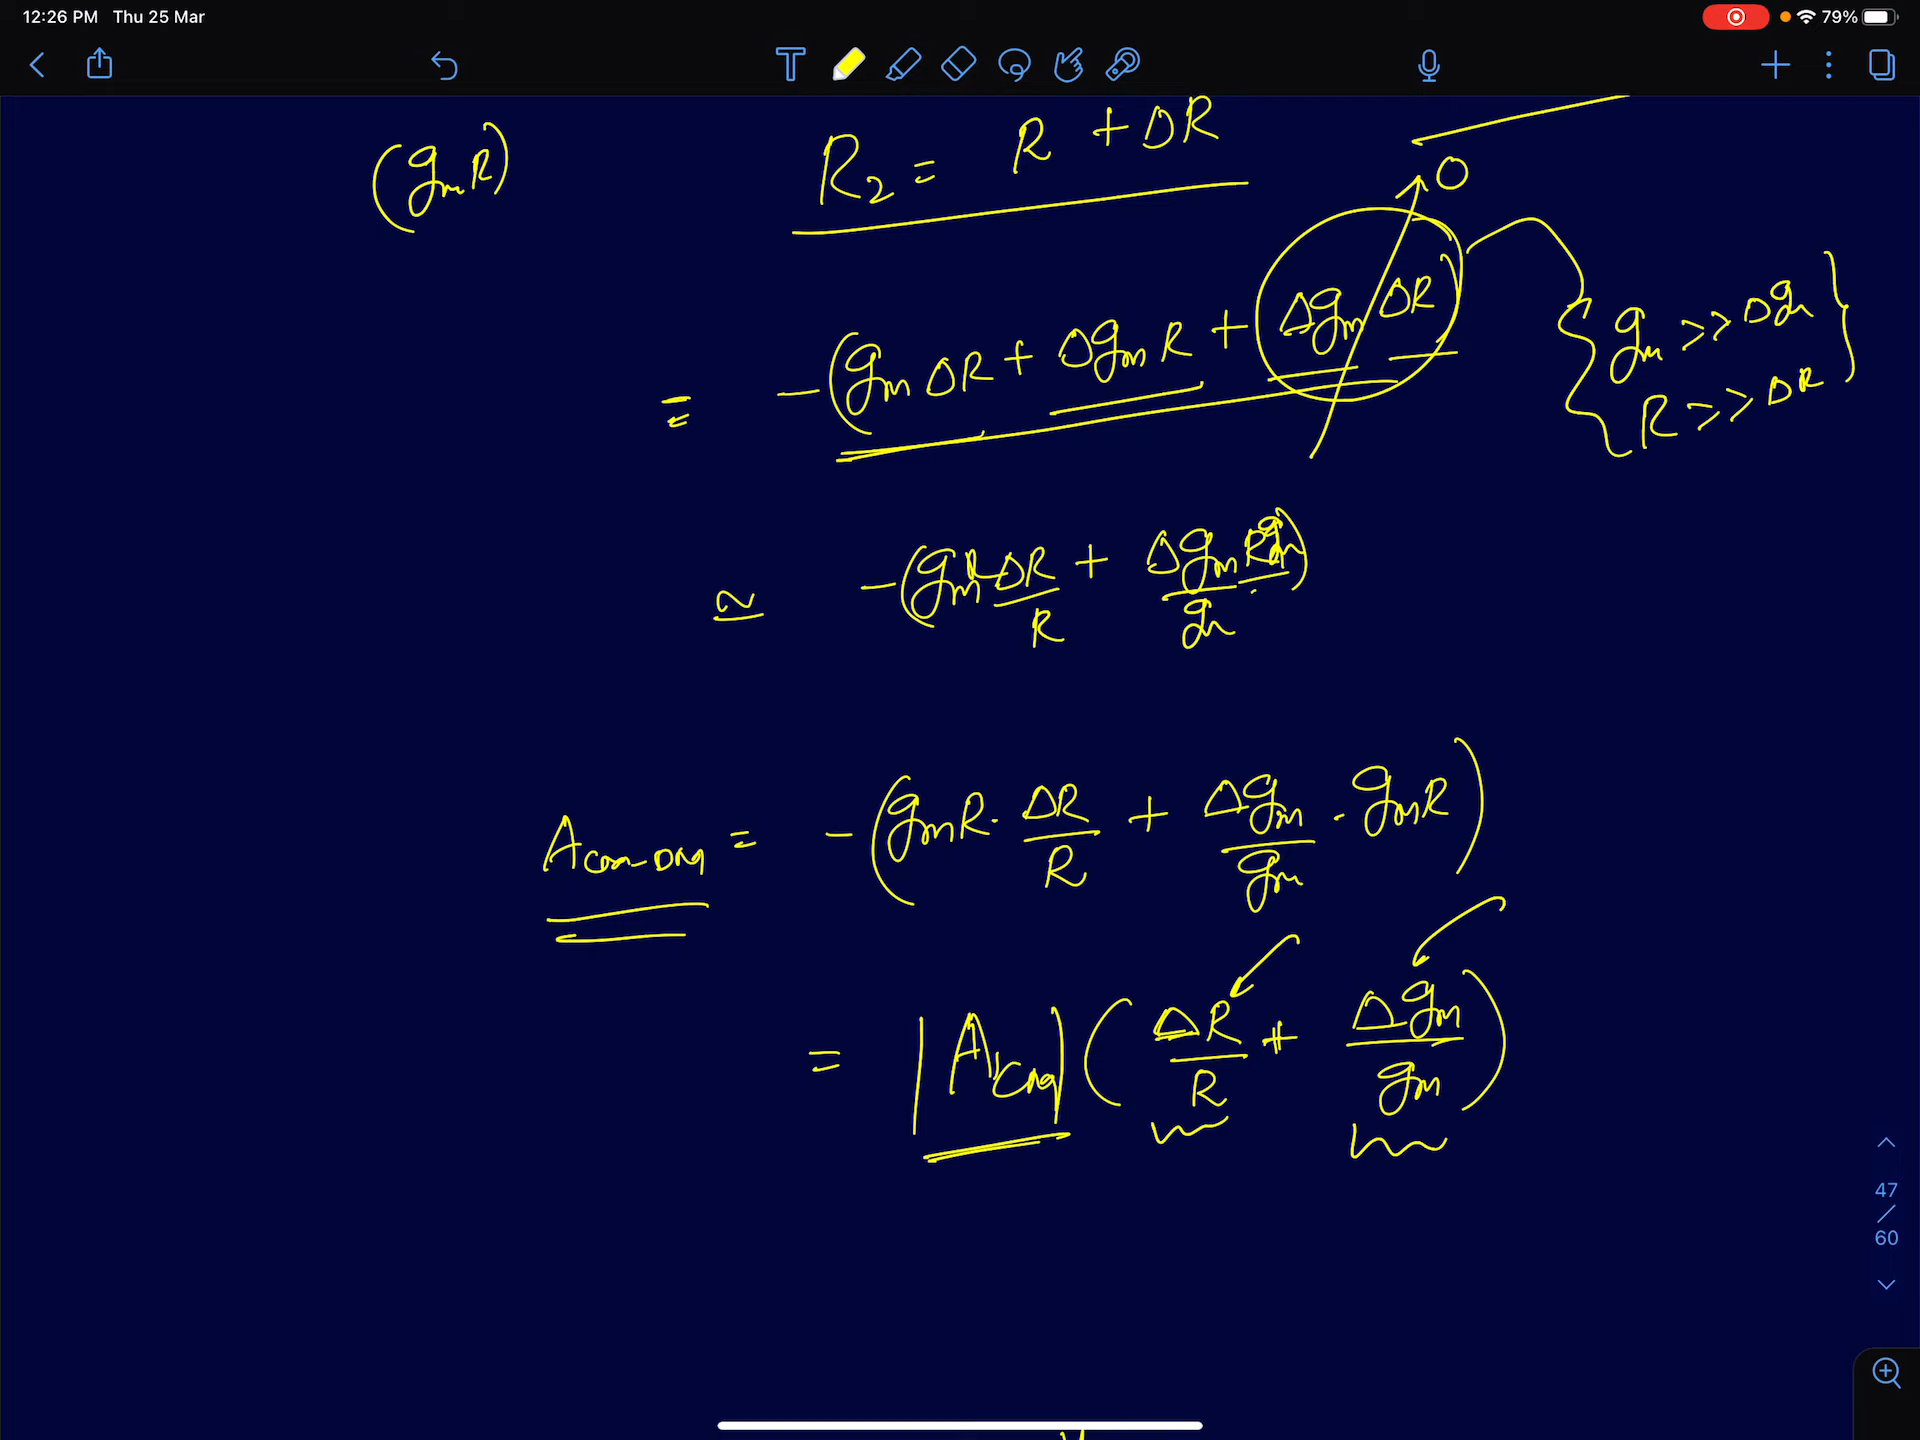 12:26 PM Thu 25 Mar
79%
(gmR)
R2 = R + ΔR
0
= -(gm ΔR + Δgm R + Δgm ΔR)
{ gm >> Δgm
R >> ΔR }
≃ -(gm R ΔR/R + Δgm/gm R gm)
ACM-DM = -(gmR · ΔR/R + Δgm/gm · gmR)
= |ACM| (ΔR/R + Δgm/gm)
47
/
60